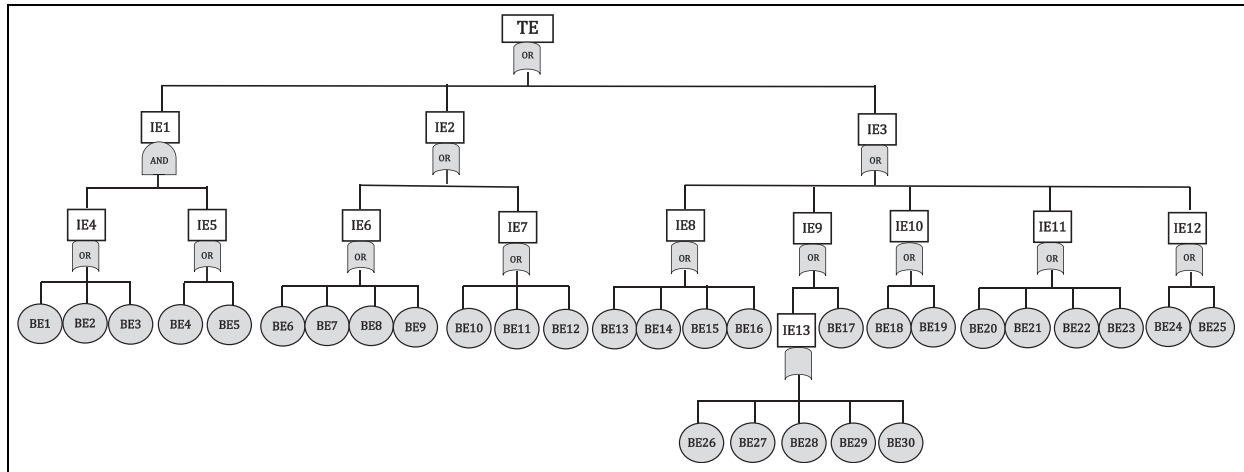 TE
OR
IE1 IE2 IE3
AND OR OR
IE4 IE5 IE6 IE7 IE8 IE9 IE10 IE11 IE12
OR OR OR OR OR OR OR OR OR
BE1 BE2 BE3 BE4 BE5 BE6 BE7 BE8 BE9 BE10 BE11 BE12 BE13 BE14 BE15 BE16 IE13 BE17 BE18 BE19 BE20 BE21 BE22 BE23 BE24 BE25
BE26 BE27 BE28 BE29 BE30